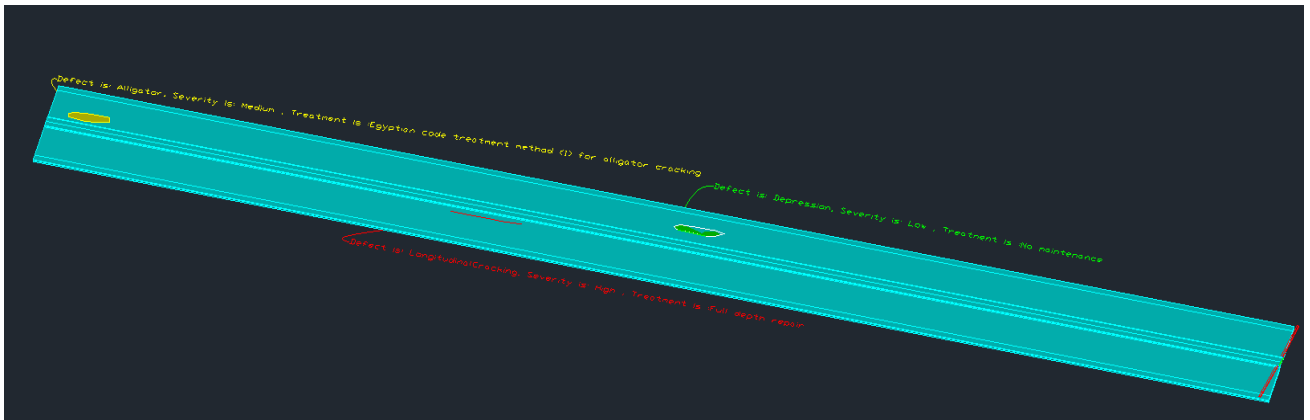 Defect is: Alligator, Severity is: Medium , Treatment is :Egyptian code treatment method (1) for alligator cracking
Defect is: Depression, Severity is: Low , Treatment is :No maintenance
Defect is: LongitudinalCracking, Severity is: High , Treatment is :Full depth repair